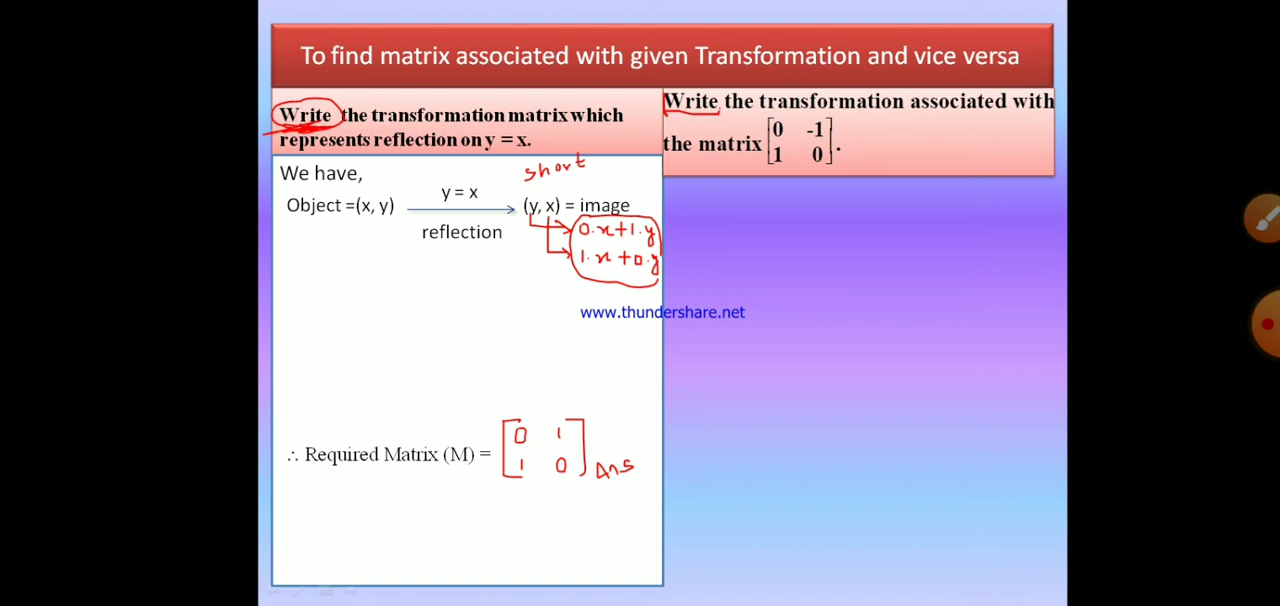 To find matrix associated with given Transformation and vice versa
Write the transformation matrix which
represents reflection on y = x.
We have,
short
y = x
Object =(x, y) (y, x) = image
reflection
0.x+1.y
1.x+0.y
∴ Required Matrix (M) = [0 1
1 0] Ans
Write the transformation associated with
the matrix [0 -1
1 0].
www.thundershare.net